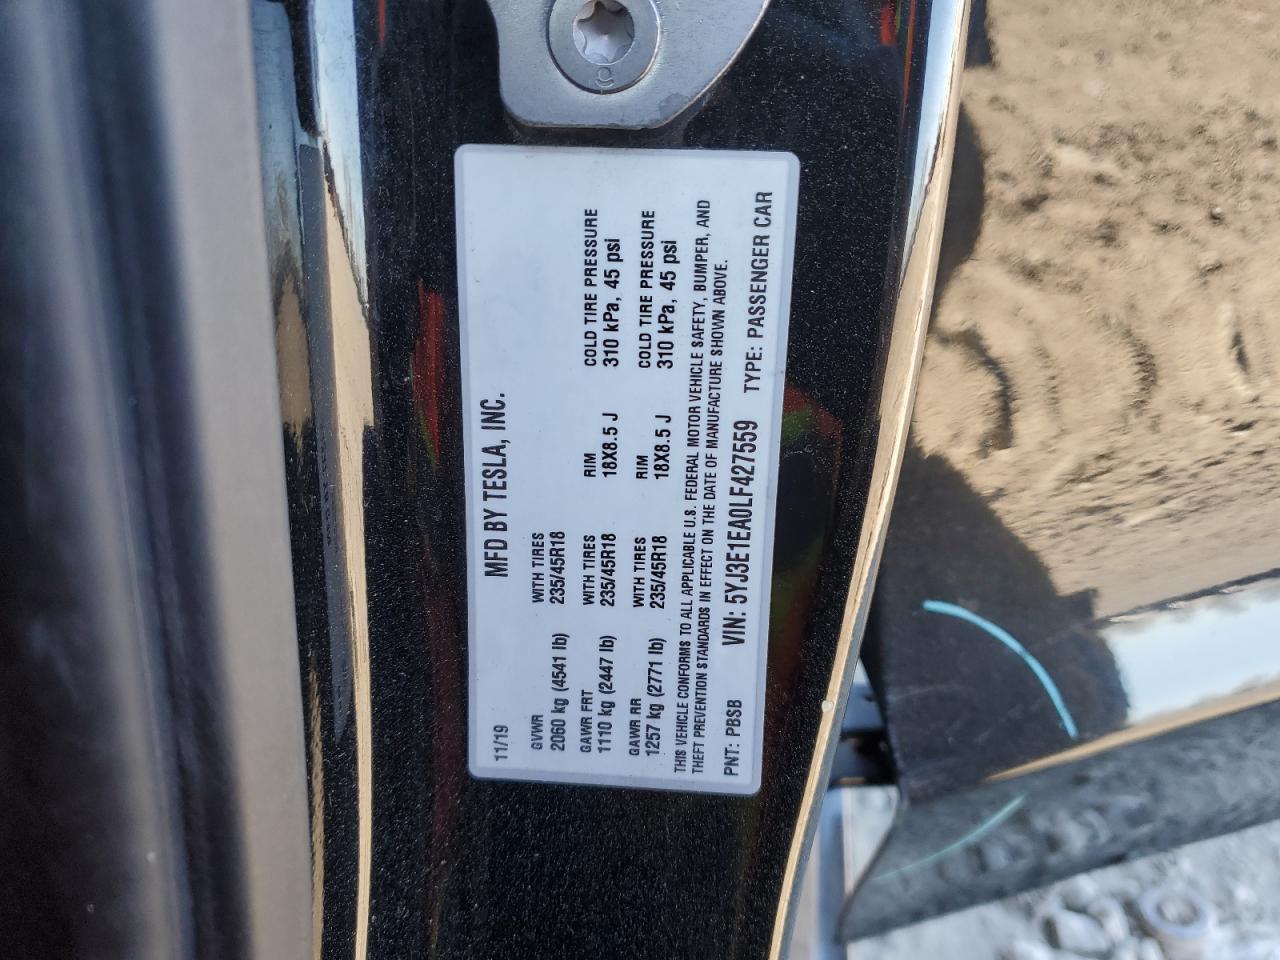 MFD BY TESLA, INC.
11/19
GVWR WITH TIRES
2060 kg (4541 lb) 235/45R18
GAWR FRT WITH TIRES RIM COLD TIRE PRESSURE
1110 kg (2447 lb) 235/45R18 18X8.5 J 310 kPa, 45 psi
GAWR RR WITH TIRES RIM COLD TIRE PRESSURE
1257 kg (2771 lb) 235/45R18 18X8.5 J 310 kPa, 45 psi
THIS VEHICLE CONFORMS TO ALL APPLICABLE U.S. FEDERAL MOTOR VEHICLE SAFETY, BUMPER, AND
THEFT PREVENTION STANDARDS IN EFFECT ON THE DATE OF MANUFACTURE SHOWN ABOVE.
PNT: PBSB VIN: 5YJ3E1EA0LF427559 TYPE: PASSENGER CAR